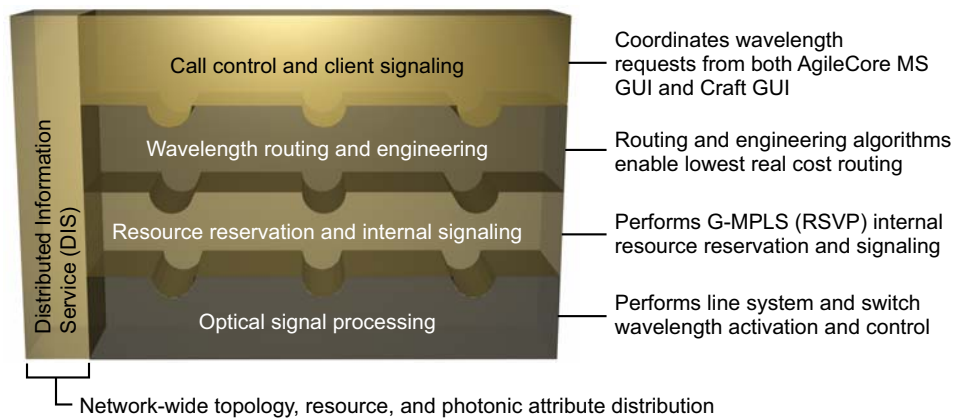 Call control and client signaling
Coordinates wavelength
requests from both AgileCore MS
GUI and Craft GUI
Wavelength routing and engineering
Routing and engineering algorithms
enable lowest real cost routing
Resource reservation and internal signaling
Performs G-MPLS (RSVP) internal
resource reservation and signaling
Optical signal processing
Performs line system and switch
wavelength activation and control
Distributed Information
Service (DIS)
Network-wide topology, resource, and photonic attribute distribution